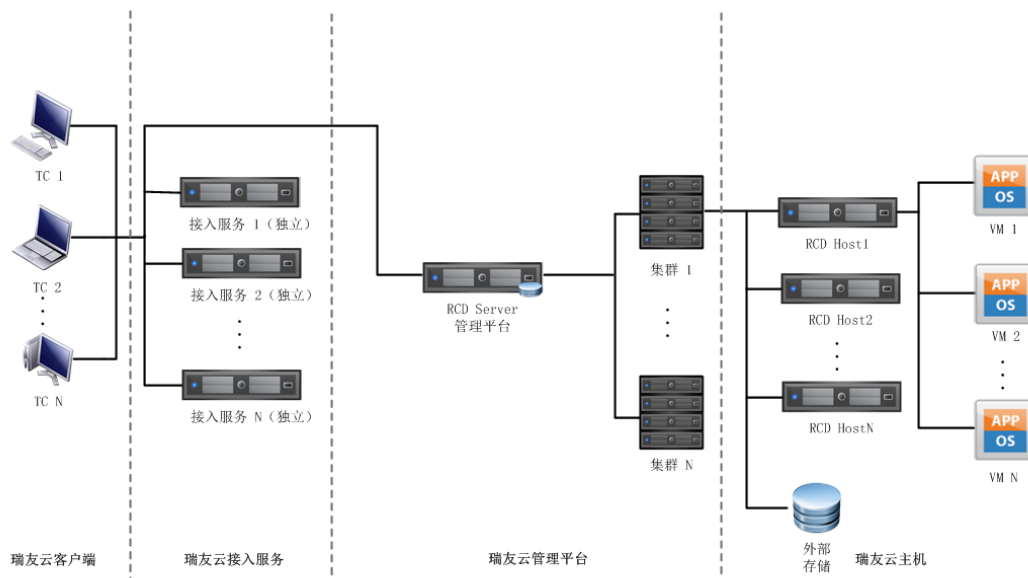 TC 1
TC 2
TC N
瑞友云客户端
接入服务 1（独立）
接入服务 2（独立）
接入服务 N（独立）
瑞友云接入服务
RCD Server
管理平台
集群 1
集群 N
瑞友云管理平台
RCD Host1
RCD Host2
RCD HostN
外部
存储
APP
OS
VM 1
APP
OS
VM 2
APP
OS
VM N
瑞友云主机